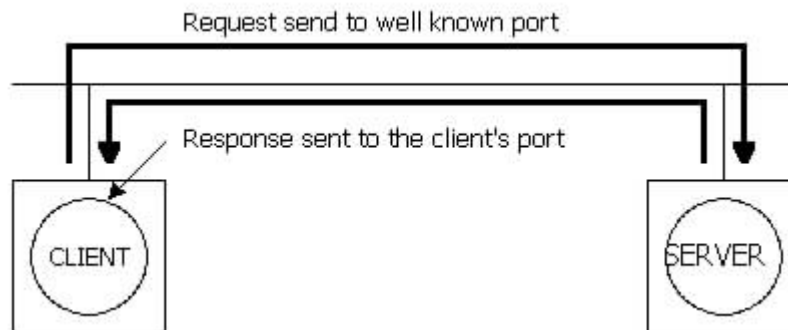 Request send to well known port
Response sent to the client's port
CLIENT
SERVER